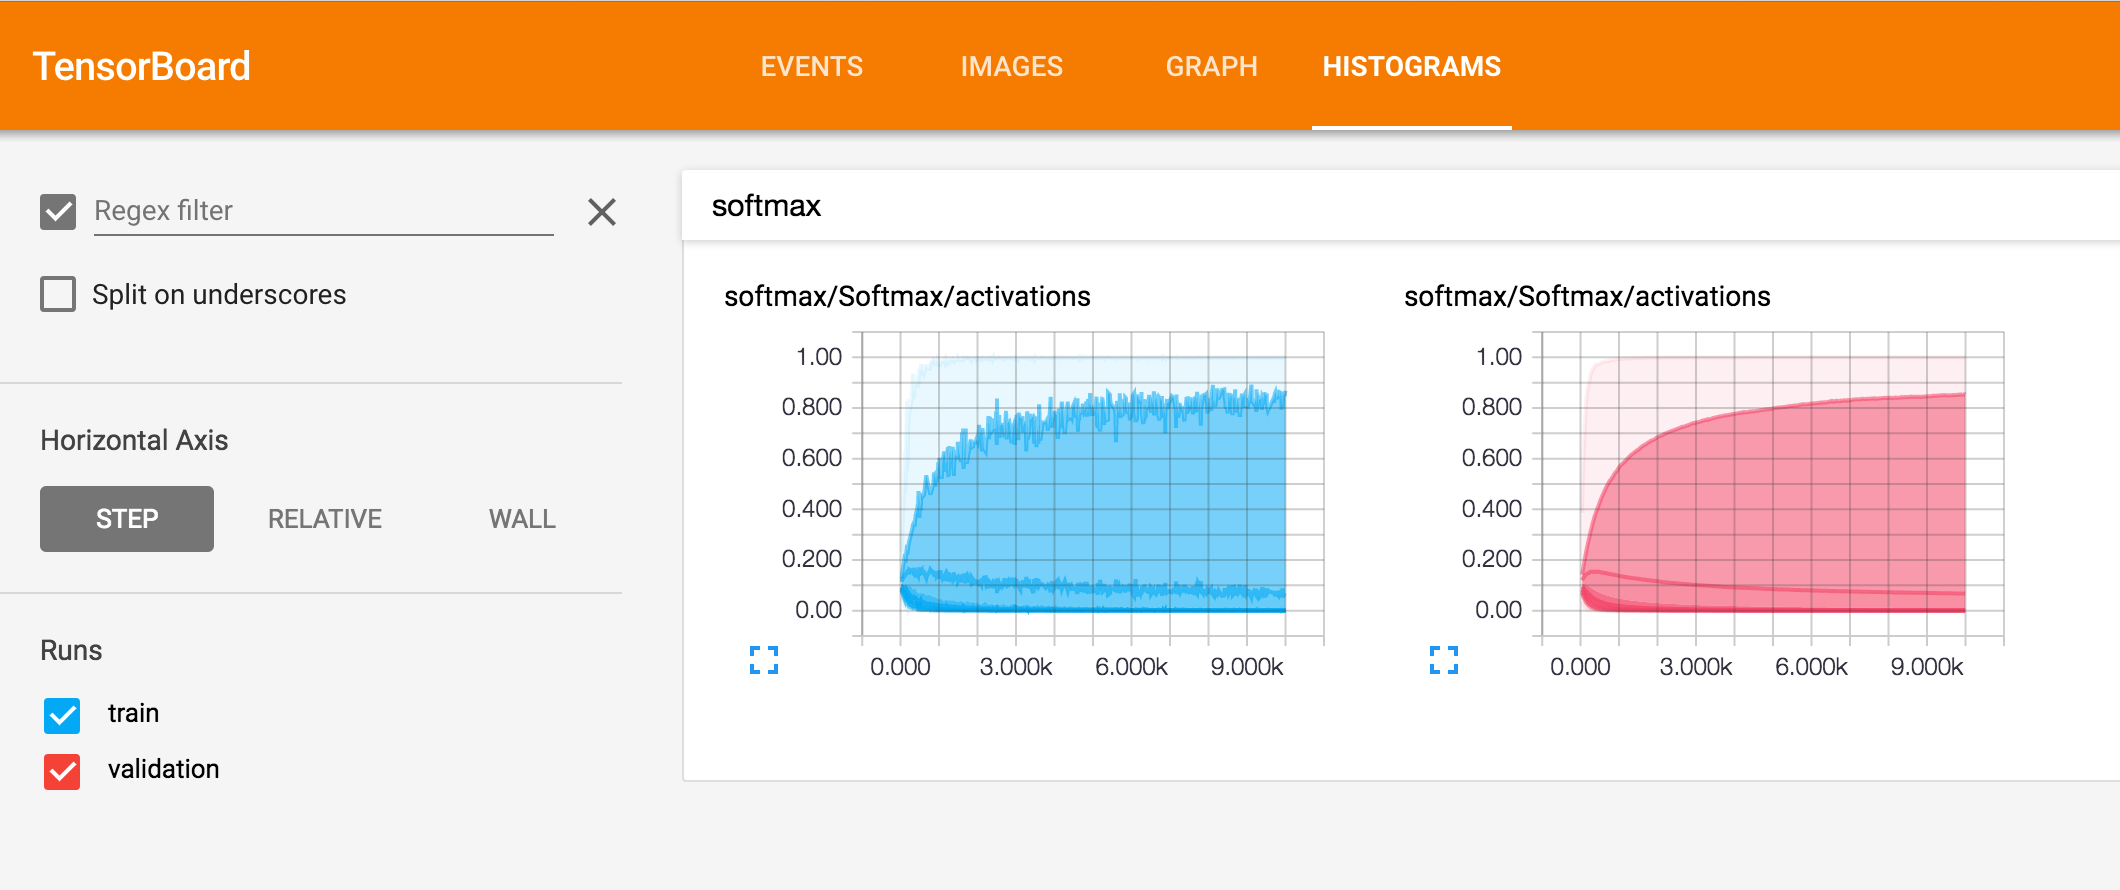 TensorBoard
EVENTS
IMAGES
GRAPH
HISTOGRAMS
Regex filter
Split on underscores
Horizontal Axis
STEP
RELATIVE
WALL
Runs
train
validation
softmax
softmax/Softmax/activations
1.00
0.800
0.600
0.400
0.200
0.00
0.000
3.000k
6.000k
9.000k
softmax/Softmax/activations
1.00
0.800
0.600
0.400
0.200
0.00
0.000
3.000k
6.000k
9.000k